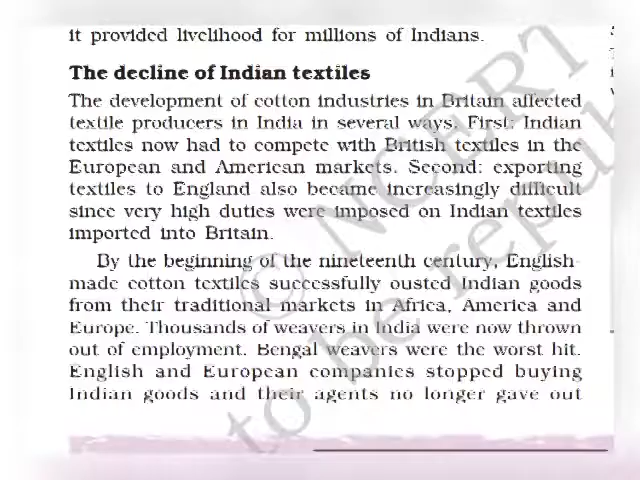 it provided livelihood for millions of Indians.
The decline of Indian textiles
The development of cotton industries in Britain affected
textile producers in India in several ways. First: Indian
textiles now had to compete with British textiles in the
European and American markets. Second: exporting
textiles to England also became increasingly difficult
since very high duties were imposed on Indian textiles
imported into Britain.
By the beginning of the nineteenth century, English-
made cotton textiles successfully ousted Indian goods
from their traditional markets in Africa, America and
Europe. Thousands of weavers in India were now thrown
out of employment. Bengal weavers were the worst hit.
English and European companies stopped buying
Indian goods and their agents no longer gave out
© NCERT
to be